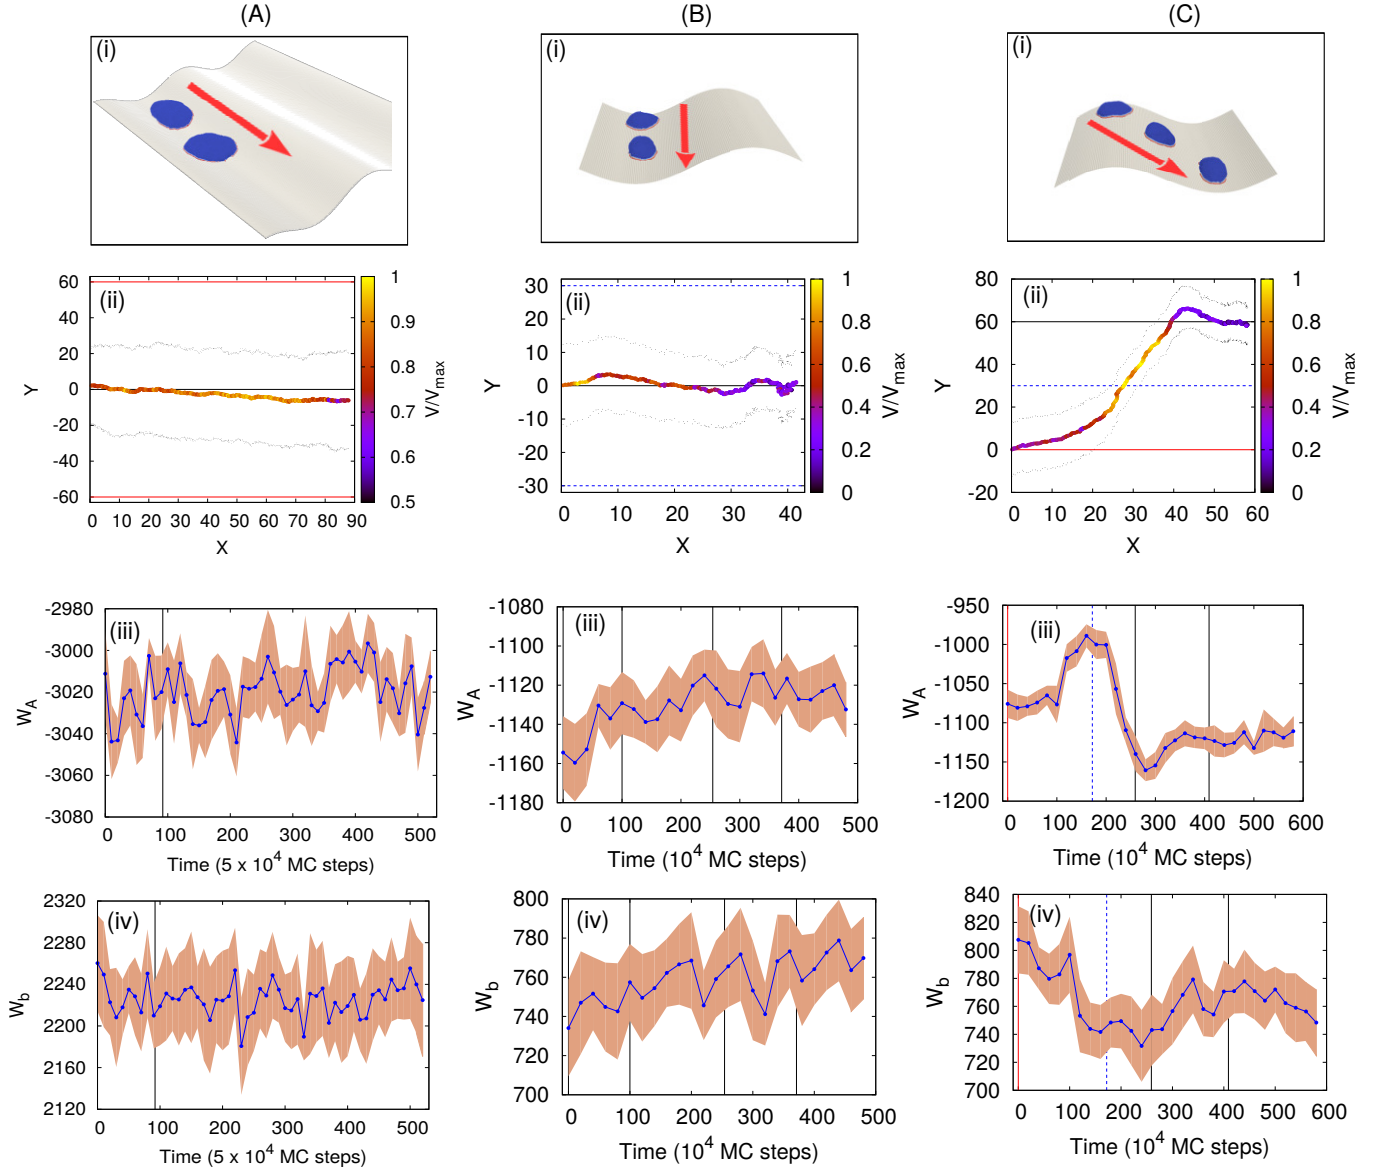 (A) (B) (C)
(i) (i) (i)
(ii)
60
40
20
0
-20
-40
-60
Y
0 10 20 30 40 50 60 70 80 90
X
1
0.9
0.8
0.7
0.6
0.5
V/Vmax
(ii)
30
20
10
0
-10
-20
-30
Y
0 10 20 30 40
X
1
0.8
0.6
0.4
0.2
0
V/Vmax
(ii)
80
60
40
20
0
-20
Y
0 10 20 30 40 50 60
X
1
0.8
0.6
0.4
0.2
0
V/Vmax
(iii)
-2980
-3000
-3020
-3040
-3060
-3080
W_A
0 100 200 300 400 500
Time (5 x 10^4 MC steps)
(iii)
-1080
-1100
-1120
-1140
-1160
-1180
W_A
0 100 200 300 400 500
Time (10^4 MC steps)
(iii)
-950
-1000
-1050
-1100
-1150
-1200
W_A
0 100 200 300 400 500 600
Time (10^4 MC steps)
(iv)
2320
2280
2240
2200
2160
2120
W_b
0 100 200 300 400 500
Time (5 x 10^4 MC steps)
(iv)
800
780
760
740
720
700
W_b
0 100 200 300 400 500
Time (10^4 MC steps)
(iv)
840
820
800
780
760
740
720
700
W_b
0 100 200 300 400 500 600
Time (10^4 MC steps)